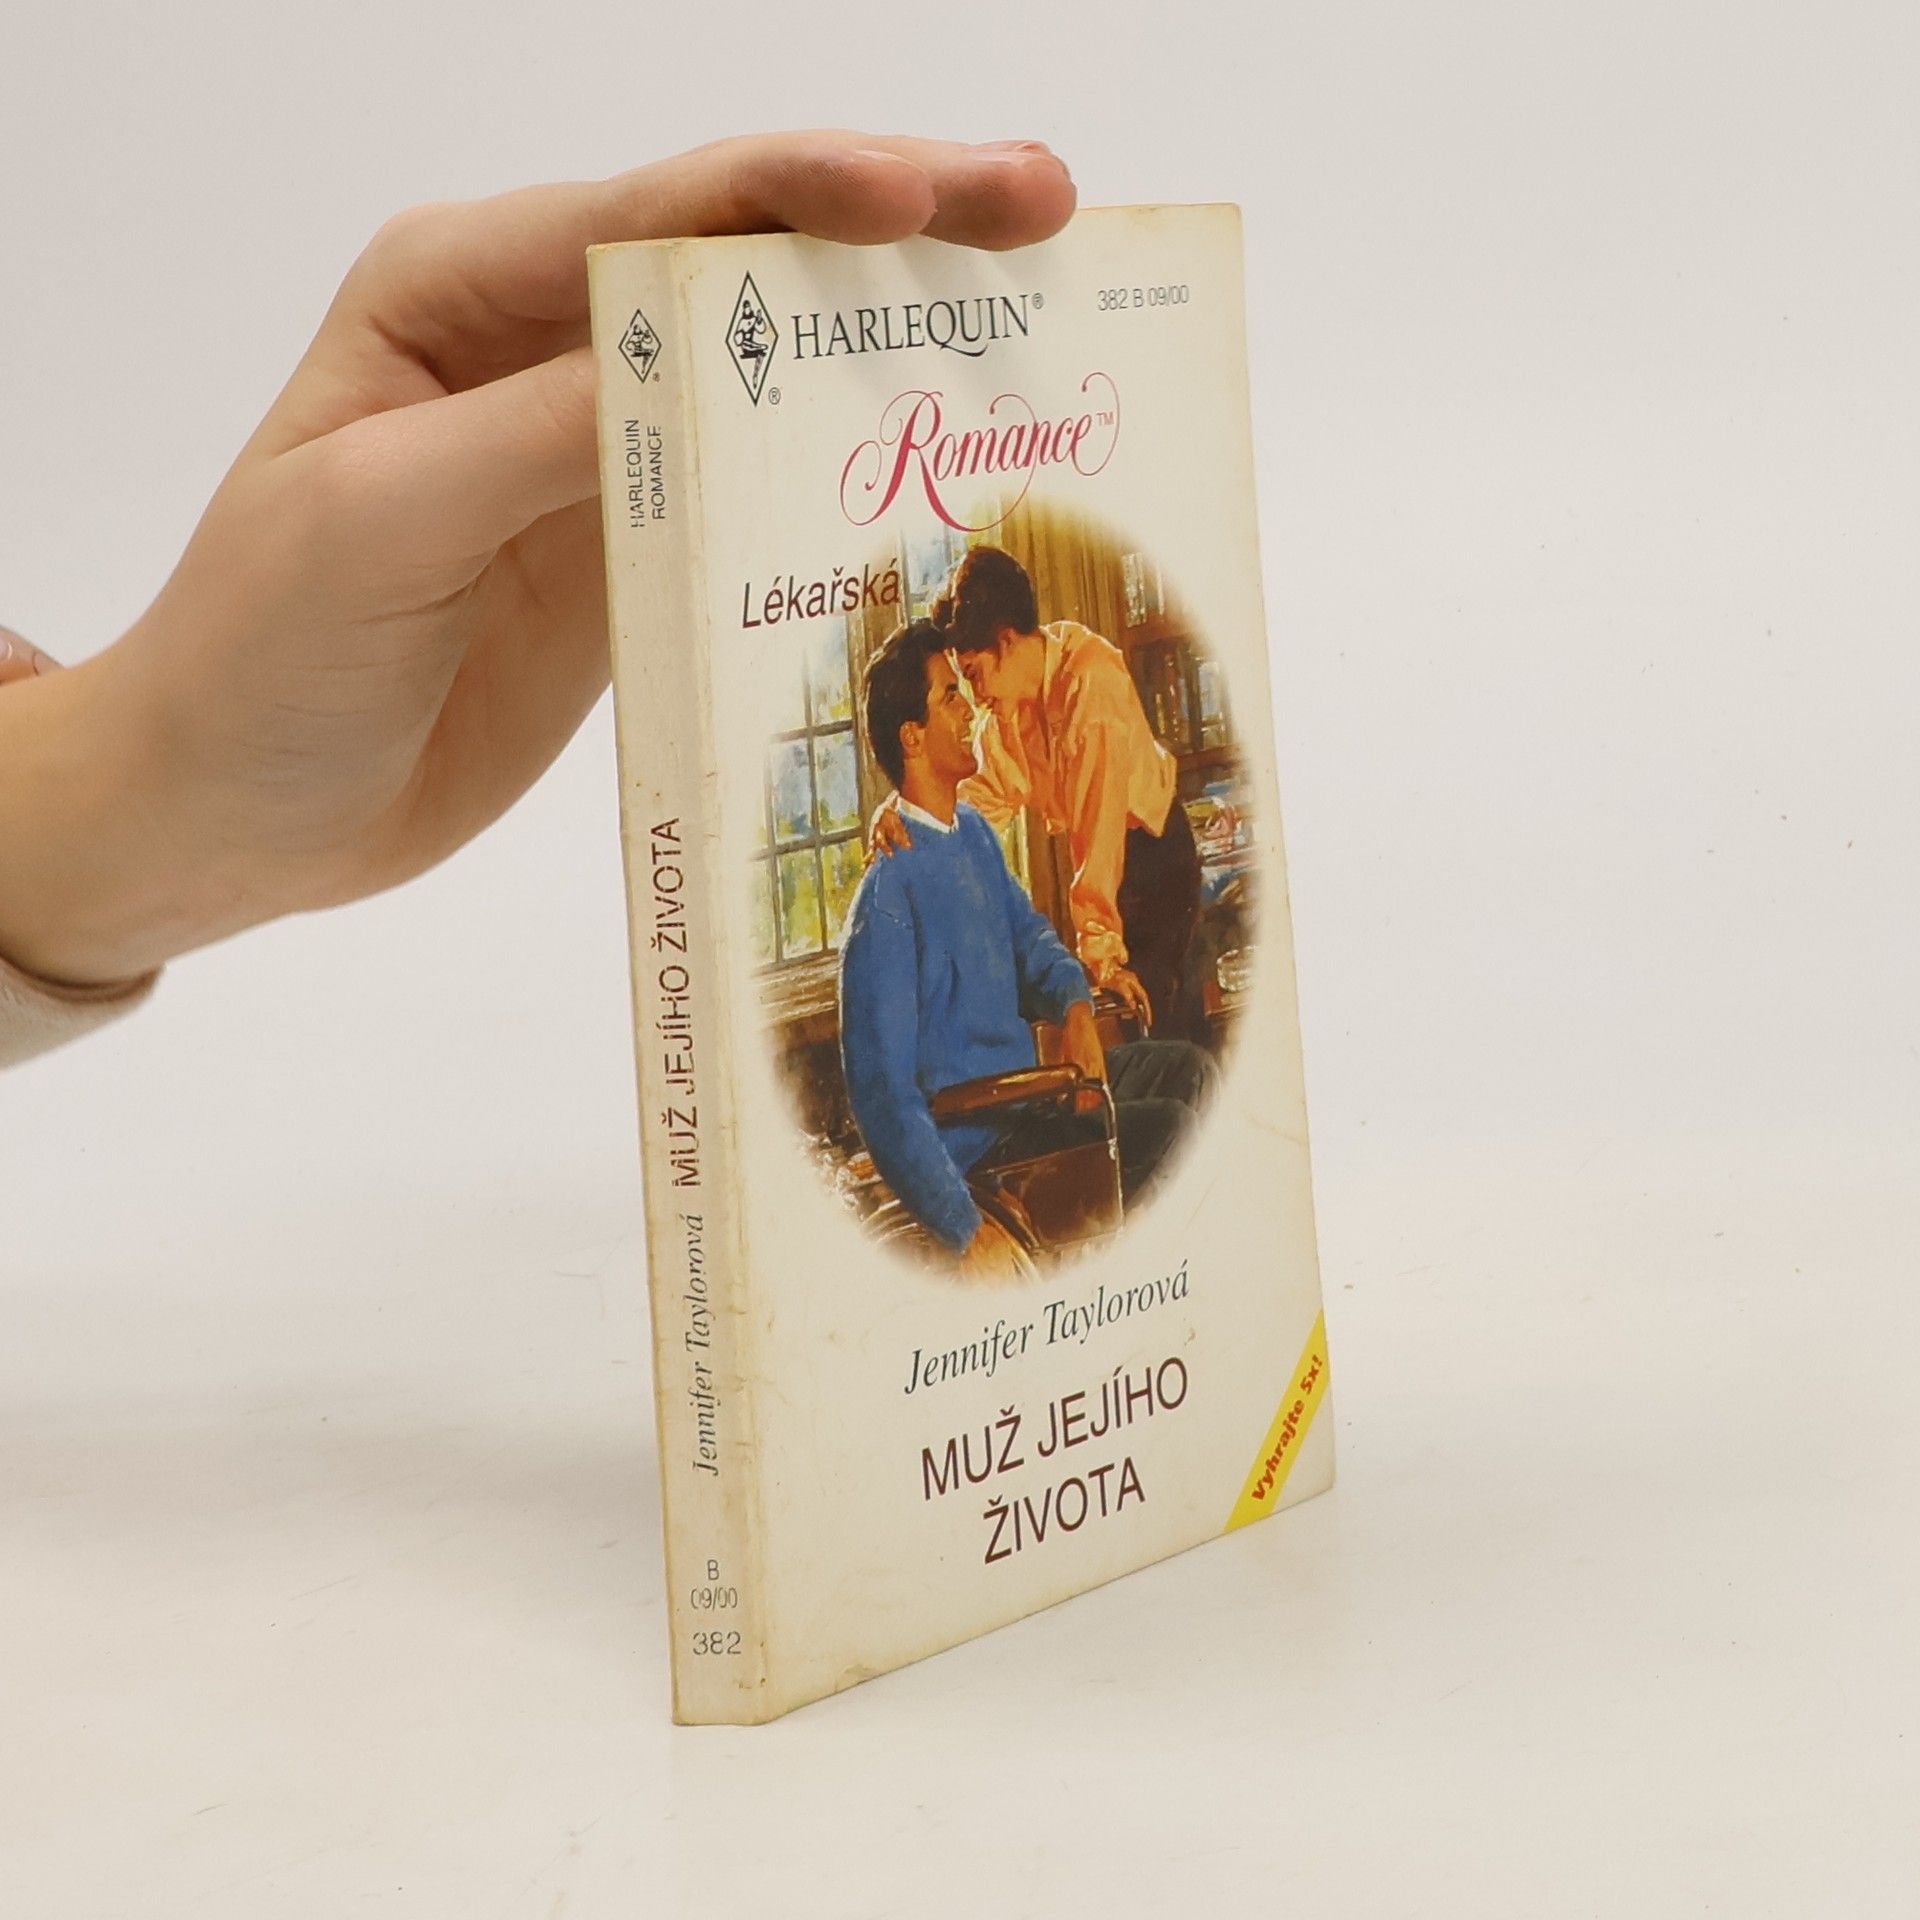 HARLEQUIN
ROMANCE
MUŽ JEJÍHO ŽIVOTA
Jennifer Taylorová
B
09/00
382
HARLEQUIN®
382 B 09/00
Romance™
Lékařská
Jennifer Taylorová
MUŽ JEJÍHO
ŽIVOTA
Vyhrajte 5x!